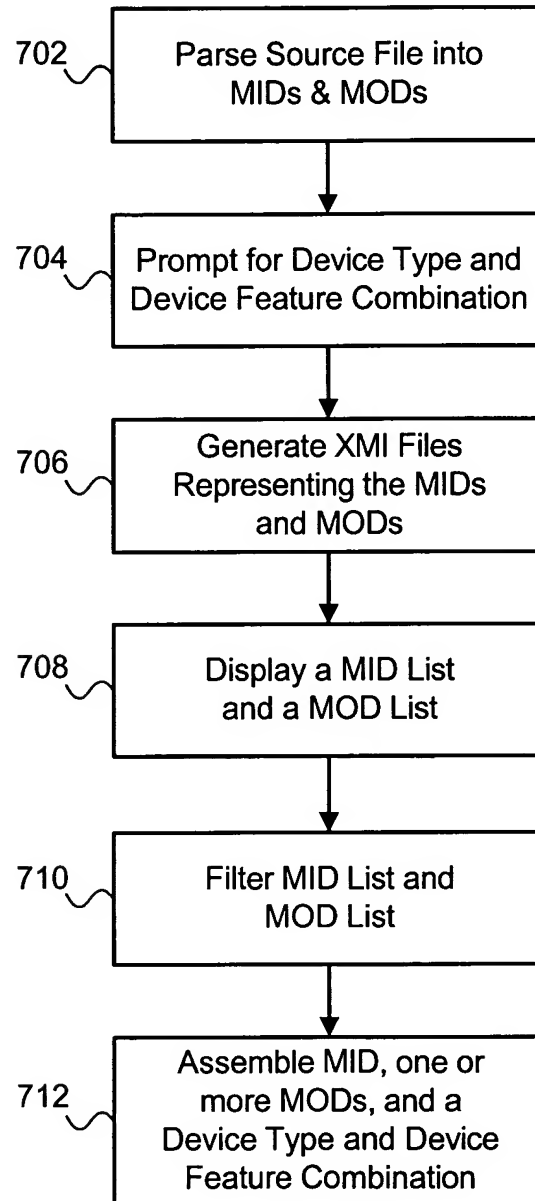 702
Parse Source File into
MIDs & MODs
704
Prompt for Device Type and
Device Feature Combination
706
Generate XMI Files
Representing the MIDs
and MODs
708
Display a MID List
and a MOD List
710
Filter MID List and
MOD List
712
Assemble MID, one or
more MODs, and a
Device Type and Device
Feature Combination